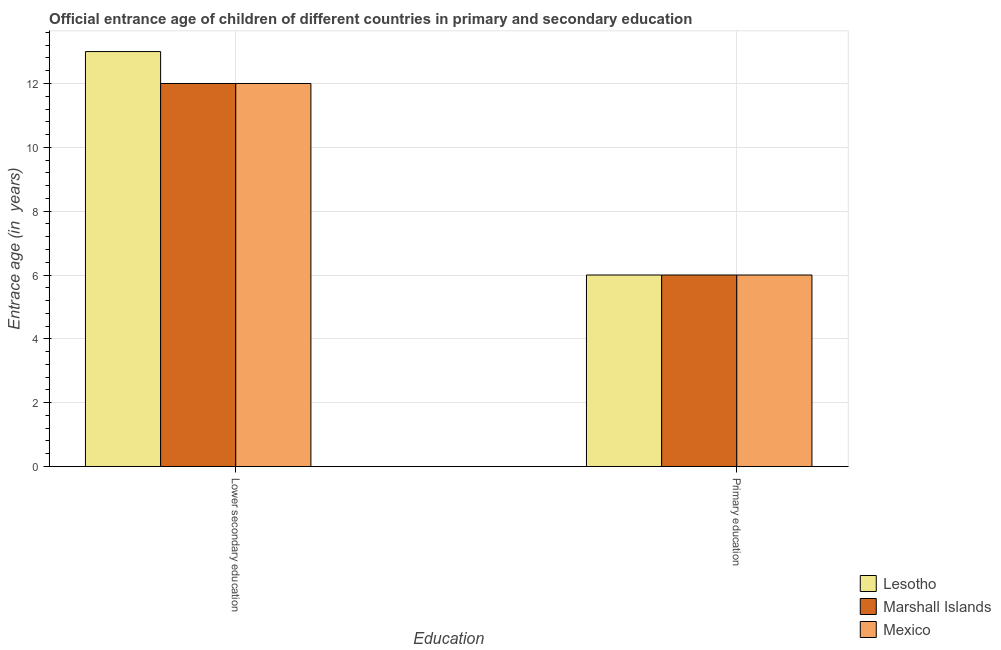 Official entrance age of children of different countries in primary and secondary education
Entrace age (in  years)
12
10
8
6
4
2
0
Lower secondary education
Primary education
Education
Lesotho
Marshall Islands
Mexico